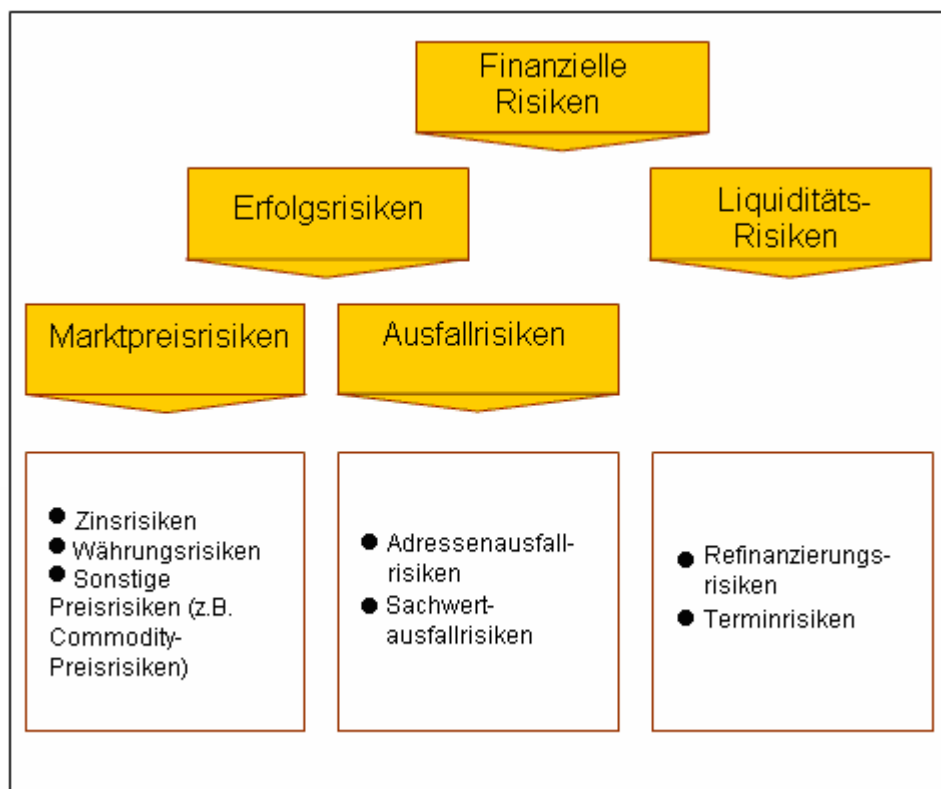 Finanzielle
Risiken
Erfolgsrisiken
Liquiditäts-
Risiken
Marktpreisrisiken
Ausfallrisiken
● Zinsrisiken
● Währungsrisiken
● Sonstige
Preisrisiken (z.B.
Commodity-
Preisrisiken)
● Adressenausfall-
risiken
● Sachwert-
ausfallrisiken
● Refinanzierungs-
risiken
● Terminrisiken